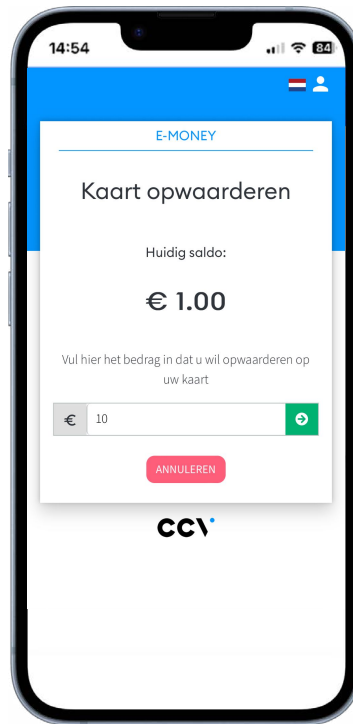 14:54
84
E-MONEY
Kaart opwaarderen
Huidig saldo:
€ 1.00
Vul hier het bedrag in dat u wil opwaarderen op
uw kaart
€ 10
ANNULEREN
CCV